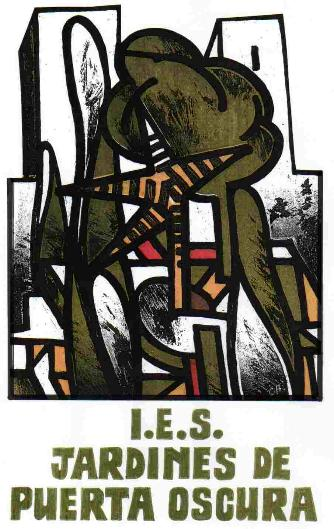 I.E.S.
JARDINES DE
PUERTA OSCURA